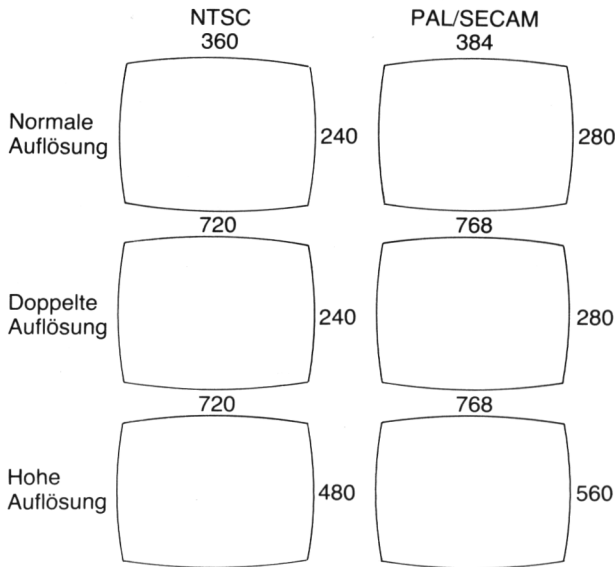 NTSC PAL/SECAM
360 384
Normale
Auflösung
240 280
720 768
Doppelte
Auflösung
240 280
720 768
Hohe
Auflösung
480 560